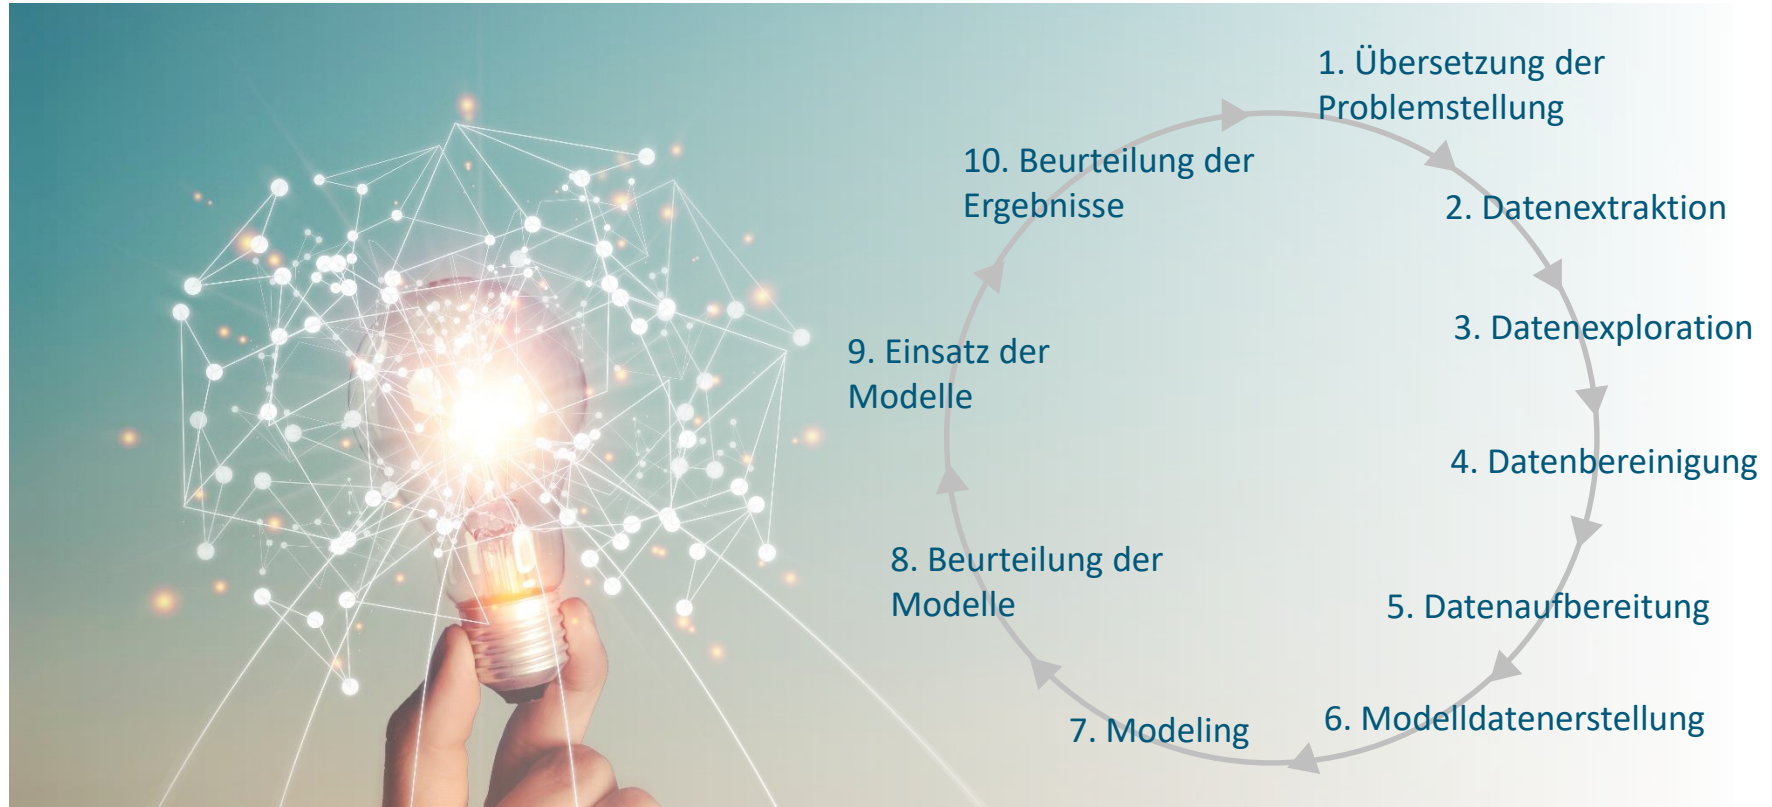 1. Übersetzung der
Problemstellung
2. Datenextraktion
3. Datenexploration
4. Datenbereinigung
5. Datenaufbereitung
6. Modelldatenerstellung
7. Modeling
8. Beurteilung der
Modelle
9. Einsatz der
Modelle
10. Beurteilung der
Ergebnisse